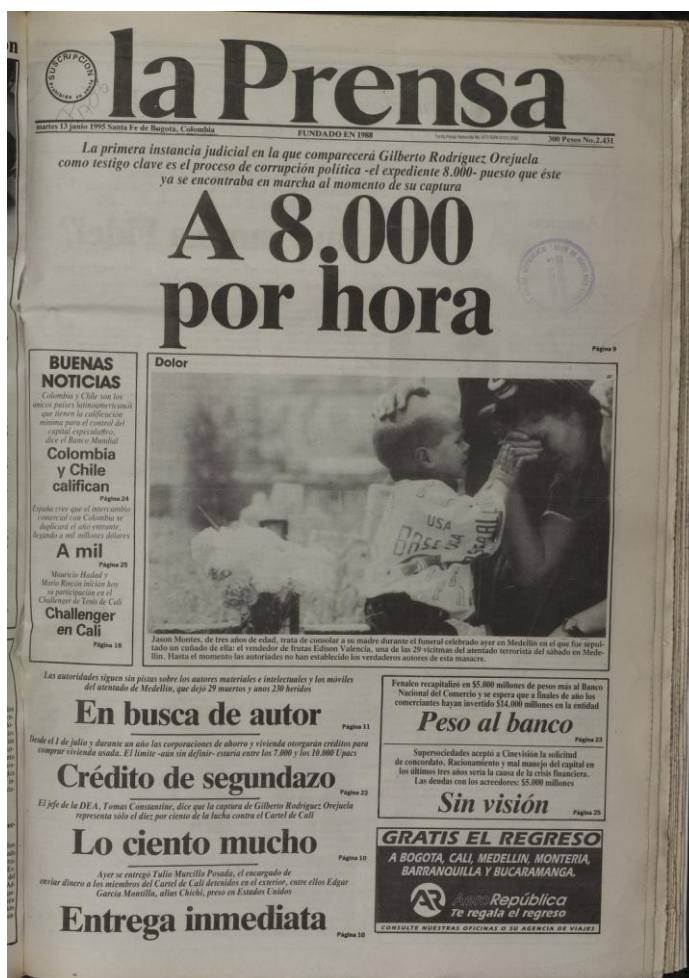 SUSCRIPCION
la Prensa
martes 13 junio 1995 Santa Fe de Bogotá, Colombia
FUNDADO EN 1988
300 Pesos No.2.431
La primera instancia judicial en la que comparecerá Gilberto Rodríguez Orejuela
como testigo clave es el proceso de corrupción política -el expediente 8.000- puesto que éste
ya se encontraba en marcha al momento de su captura
A 8.000
por hora
Página 9
BUENAS
NOTICIAS
Colombia y Chile son los
únicos países latinoamericanos
que tienen la calificación
mínima para el control del
capital especulativo,
dice el Banco Mundial
Colombia
y Chile
califican
Página 24
España cree que el intercambio
comercial con Colombia se
duplicará el año entrante,
llegando a mil millones dólares
A mil
Página 25
Mauricio Hadad y
Mario Rincón inician hoy
su participación en el
Challenger de Tenis de Cali
Challenger
en Cali
Página 18
Dolor
USA
BASE USA
BASEBALL
Jason Montes, de tres años de edad, trata de consolar a su madre durante el funeral celebrado ayer en Medellín en el que fue sepul-
tado un cuñado de ella: el vendedor de frutas Edison Valencia, una de las 29 víctimas del atentado terrorista del sábado en Mede-
llín. Hasta el momento las autoriades no han establecido los verdaderos autores de esta masacre.
Las autoridades siguen sin pistas sobre los autores materiales e intelectuales y los móviles
del atentado de Medellín, que dejó 29 muertos y unos 230 heridos
En busca de autor
Página 11
Desde el 1 de julio y durante un año las corporaciones de ahorro y vivienda otorgarán créditos para
comprar vivienda usada. El límite -aún sin definir- estaría entre los 7.000 y los 10.000 Upacs
Crédito de segundazo
Página 22
El jefe de la DEA, Tomas Constantine, dice que la captura de Gilberto Rodríguez Orejuela
representa sólo el diez por ciento de la lucha contra el Cartel de Cali
Lo ciento mucho
Página 10
Ayer se entregó Tulio Murcillo Posada, el encargado de
enviar dinero a los miembros del Cartel de Cali detenidos en el exterior, entre ellos Edgar
García Montilla, alias Chichi, preso en Estados Unidos
Entrega inmediata
Página 10
Fenalco recapitalizó en $5.000 millones de pesos más al Banco
Nacional del Comercio y se espera que a finales de año los
comerciantes hayan invertido $14.000 millones en la entidad
Peso al banco
Página 23
Supersociedades aceptó a Cinevisión la solicitud
de concordato. Racionamiento y mal manejo del capital en
los últimos tres años sería la causa de la crisis financiera.
Las deudas con los acreedores: $5.000 millones
Sin visión
Página 25
GRATIS EL REGRESO
A BOGOTA, CALI, MEDELLIN, MONTERIA,
BARRANQUILLA Y BUCARAMANGA.
AR AeroRepública
Te regala el regreso
CONSULTE NUESTRAS OFICINAS O SU AGENCIA DE VIAJES